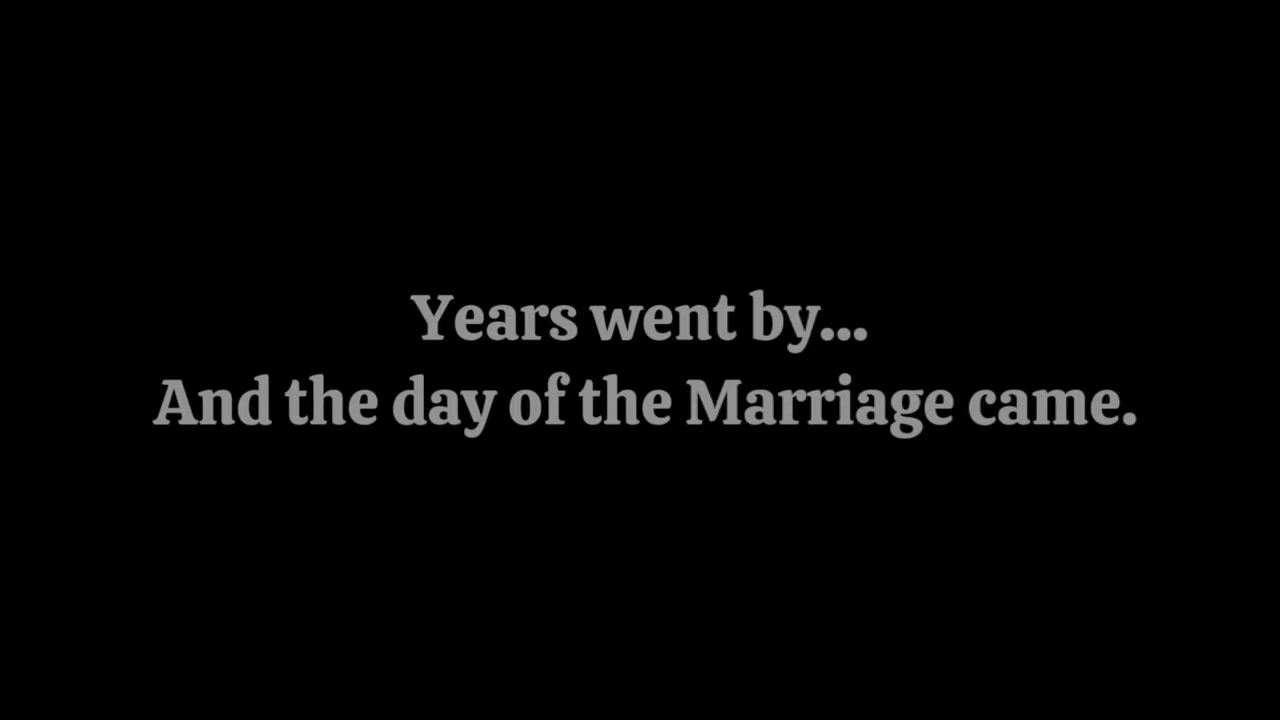 Years went by...
And the day of the Marriage came.